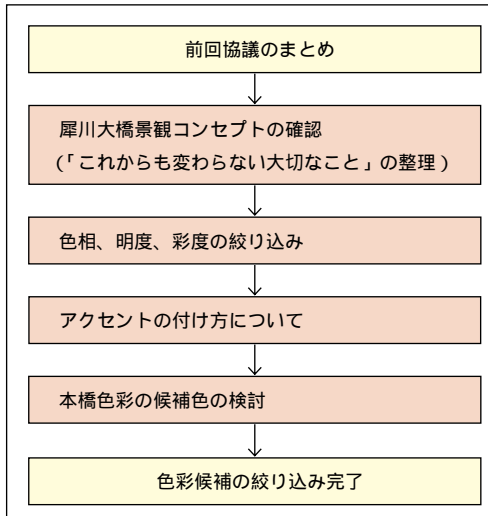 前回協議のまとめ
犀川大橋景観コンセプトの確認
(「これからも変わらない大切なこと」の整理)
色相、明度、彩度の絞り込み
アクセントの付け方について
本橋色彩の候補色の検討
色彩候補の絞り込み完了